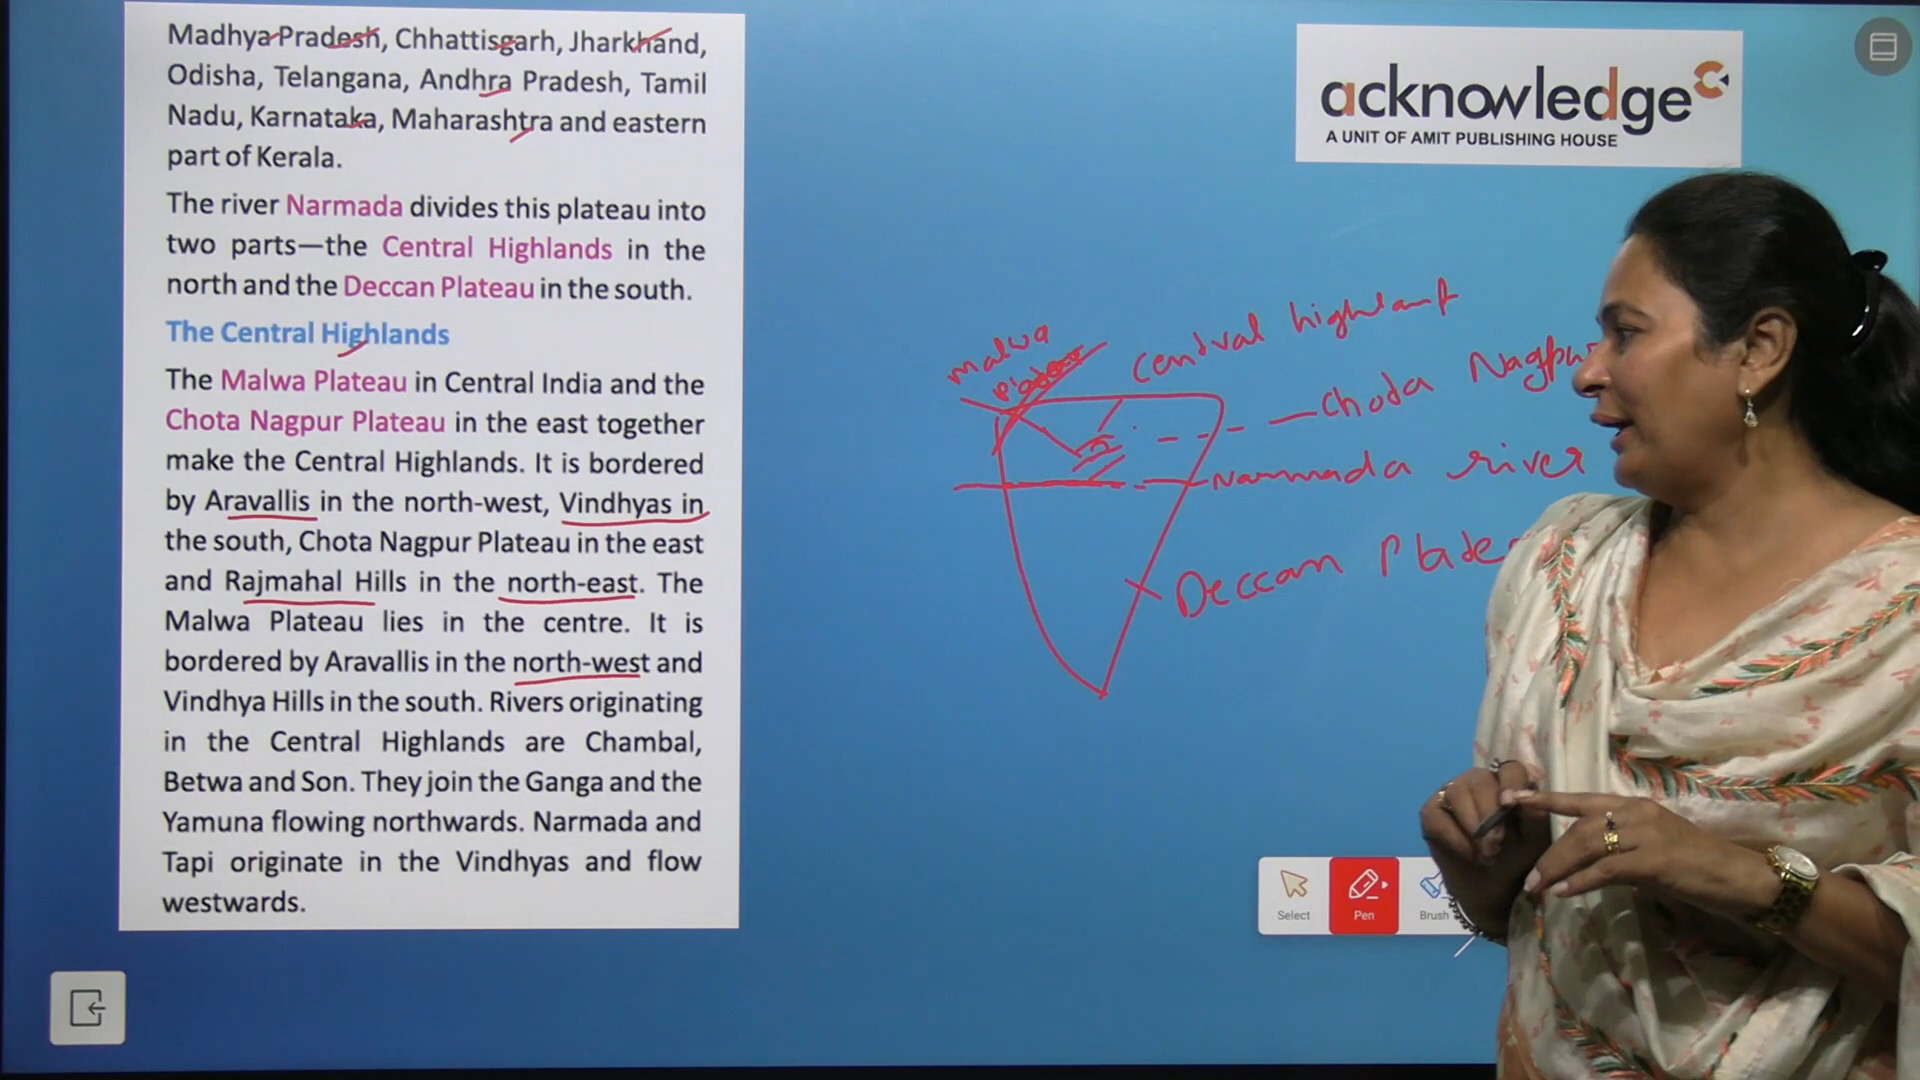 Madhya Pradesh, Chhattisgarh, Jharkhand,
Odisha, Telangana, Andhra Pradesh, Tamil
Nadu, Karnataka, Maharashtra and eastern
part of Kerala.
The river Narmada divides this plateau into
two parts—the Central Highlands in the
north and the Deccan Plateau in the south.
The Central Highlands
The Malwa Plateau in Central India and the
Chota Nagpur Plateau in the east together
make the Central Highlands. It is bordered
by Aravallis in the north-west, Vindhyas in
the south, Chota Nagpur Plateau in the east
and Rajmahal Hills in the north-east. The
Malwa Plateau lies in the centre. It is
bordered by Aravallis in the north-west and
Vindhya Hills in the south. Rivers originating
in the Central Highlands are Chambal,
Betwa and Son. They join the Ganga and the
Yamuna flowing northwards. Narmada and
Tapi originate in the Vindhyas and flow
westwards.
acknowledge
A UNIT OF AMIT PUBLISHING HOUSE
malwa
central
Choda Nagpur
Narmada river
Deccan
Select
Pen
Brush